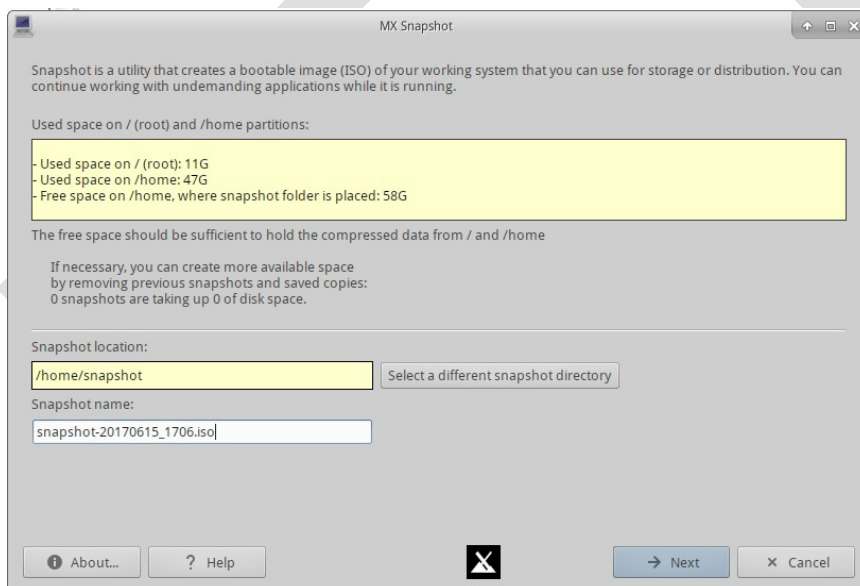 MX Snapshot
Snapshot is a utility that creates a bootable image (ISO) of your working system that you can use for storage or distribution. You can
continue working with undemanding applications while it is running.
Used space on / (root) and /home partitions:
- Used space on / (root): 11G
- Used space on /home: 47G
- Free space on /home, where snapshot folder is placed: 58G
The free space should be sufficient to hold the compressed data from / and /home
If necessary, you can create more available space
by removing previous snapshots and saved copies:
0 snapshots are taking up 0 of disk space.
Snapshot location:
/home/snapshot
Select a different snapshot directory
Snapshot name:
snapshot-20170615_1706.iso
About...
? Help
Next
Cancel